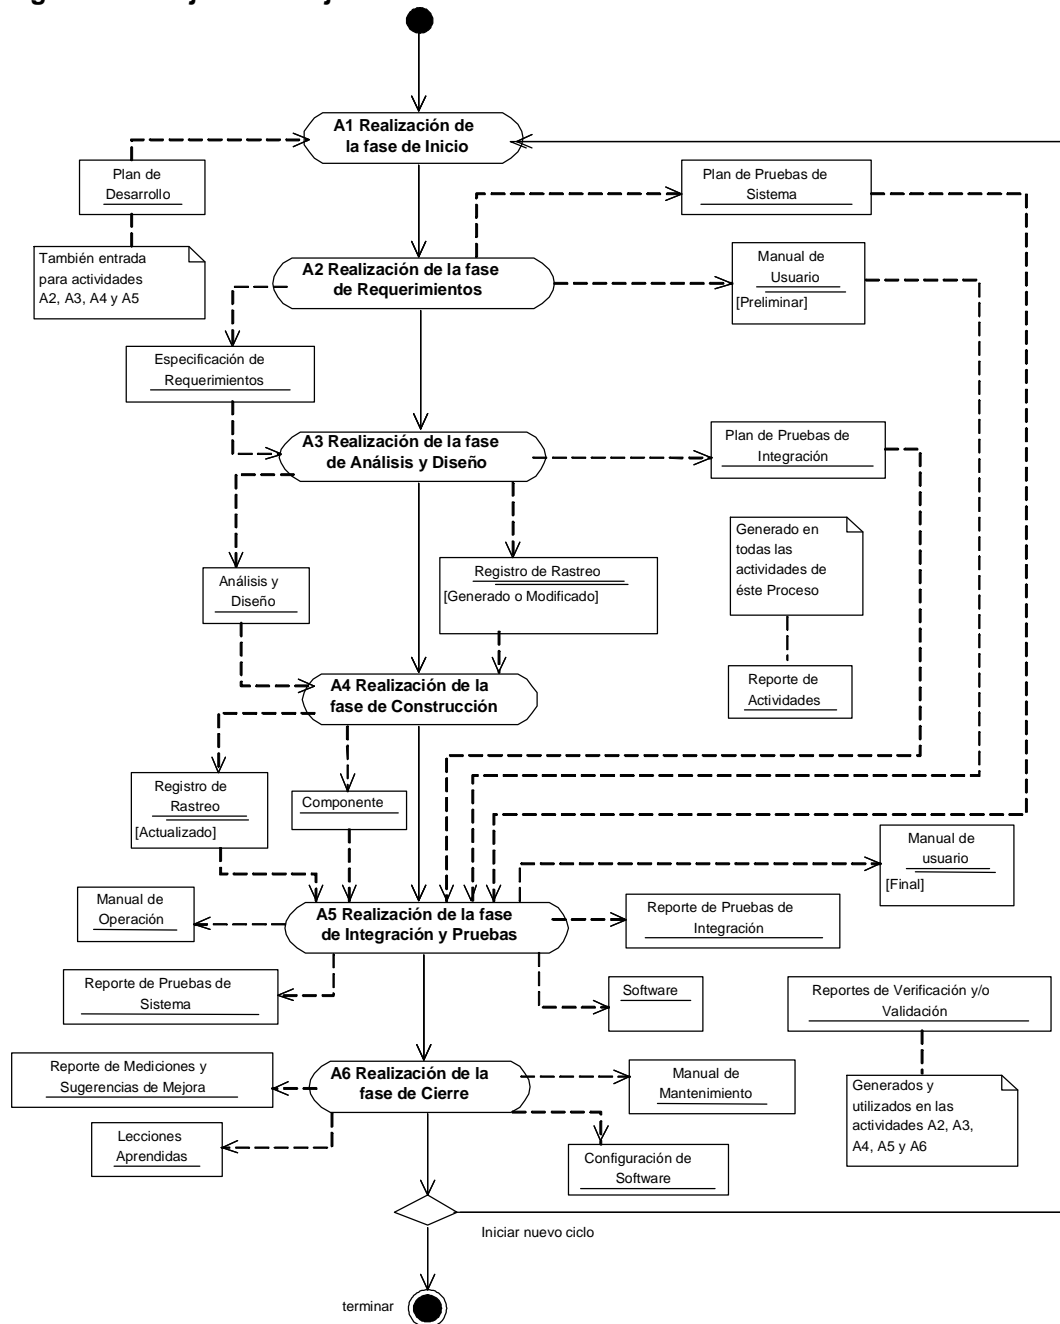 A1 Realización de
la fase de Inicio
Plan de
Desarrollo
Plan de Pruebas de
Sistema
También entrada
para actividades
A2, A3, A4 y A5
A2 Realización de la fase
de Requerimientos
Manual de
Usuario
[Preliminar]
Especificación de
Requerimientos
A3 Realización de la fase
de Análisis y Diseño
Plan de Pruebas de
Integración
Generado en
todas las
actividades de
éste Proceso
Análisis y
Diseño
Registro de Rastreo
[Generado o Modificado]
Reporte de
Actividades
A4 Realización de la
fase de Construcción
Registro de
Rastreo
[Actualizado]
Componente
Manual de
usuario
[Final]
Manual de
Operación
A5 Realización de la fase
de Integración y Pruebas
Reporte de Pruebas de
Integración
Reporte de Pruebas de
Sistema
Software
Reportes de Verificación y/o
Validación
Reporte de Mediciones y
Sugerencias de Mejora
A6 Realización de la
fase de Cierre
Manual de
Mantenimiento
Generados y
utilizados en las
actividades A2, A3,
A4, A5 y A6
Lecciones
Aprendidas
Configuración de
Software
Iniciar nuevo ciclo
terminar